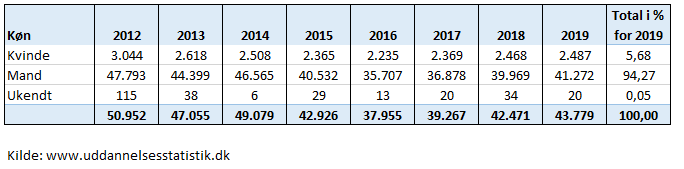 Total i %
Køn 2012 2013 2014 2015 2016 2017 2018 2019 for 2019
Kvinde 3.044 2.618 2.508 2.365 2.235 2.369 2.468 2.487 5,68
Mand 47.793 44.399 46.565 40.532 35.707 36.878 39.969 41.272 94,27
Ukendt 115 38 6 29 13 20 34 20 0,05
50.952 47.055 49.079 42.926 37.955 39.267 42.471 43.779 100,00
Kilde: www.uddannelsesstatistik.dk